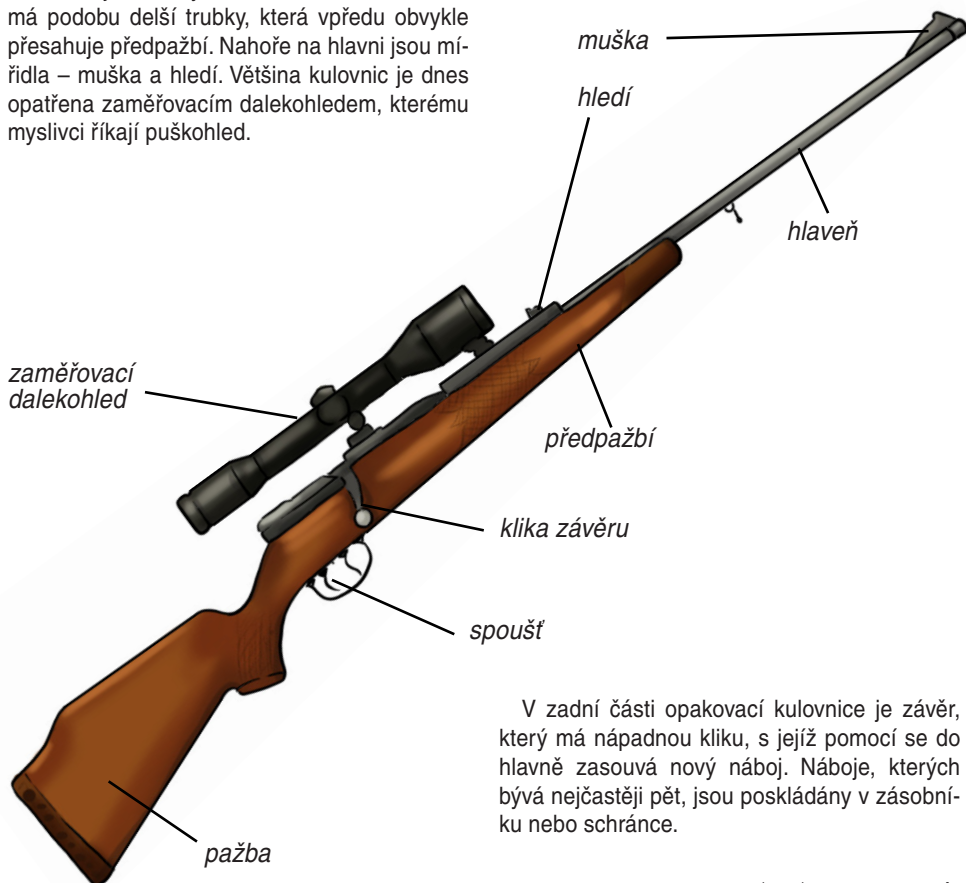 má podobu delší trubky, která vpředu obvykle
přesahuje předpažbí. Nahoře na hlavni jsou mí-
řidla – muška a hledí. Většina kulovnic je dnes
opatřena zaměřovacím dalekohledem, kterému
myslivci říkají puškohled.
muška
hledí
hlaveň
zaměřovací
dalekohled
předpažbí
klika závěru
spoušť
V zadní části opakovací kulovnice je závěr,
který má nápadnou kliku, s jejíž pomocí se do
hlavně zasouvá nový náboj. Náboje, kterých
bývá nejčastěji pět, jsou poskládány v zásobní-
ku nebo schránce.
pažba